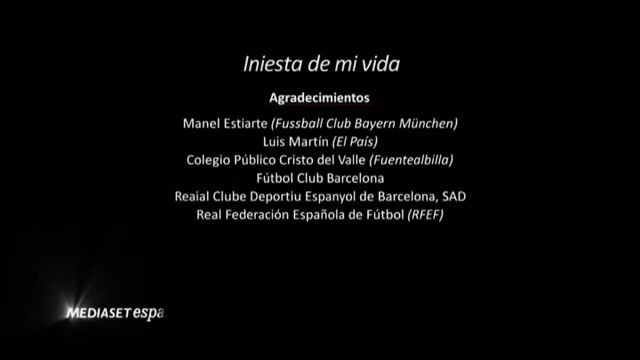 Iniesta de mi vida
Agradecimientos
Manel Estiarte (Fussball Club Bayern München)
Luis Martín (El País)
Colegio Público Cristo del Valle (Fuentealbilla)
Fútbol Club Barcelona
Reaial Clube Deportiu Espanyol de Barcelona, SAD
Real Federación Española de Fútbol (RFEF)
MEDIASET espa